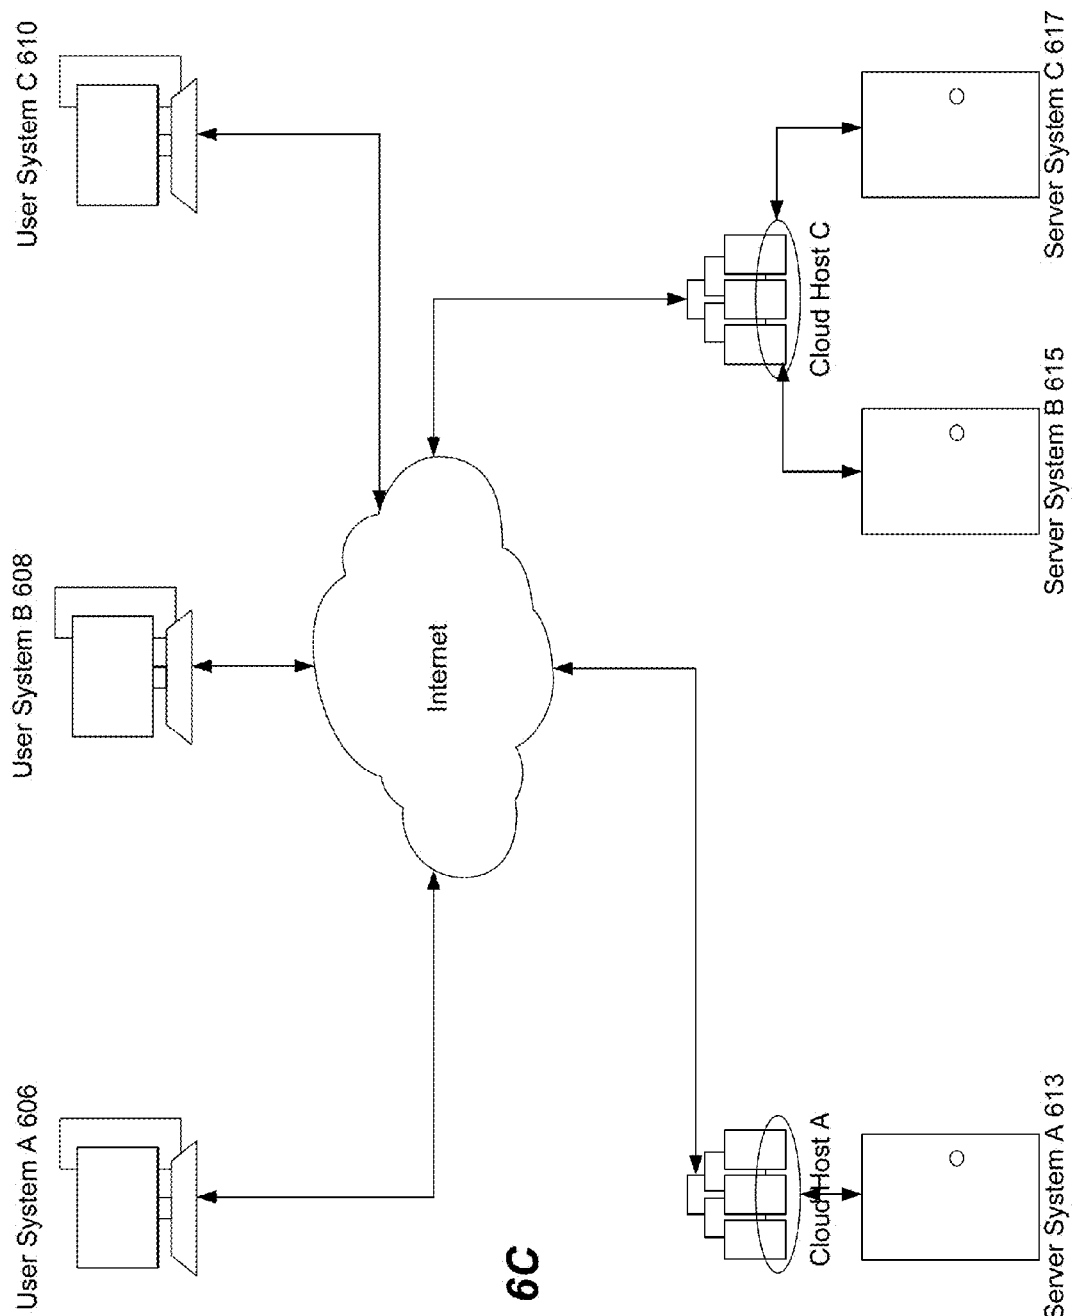 User System A 606
User System B 608
User System C 610
Internet
6C
Cloud Host A
Cloud Host C
Server System A 613
Server System B 615
Server System C 617